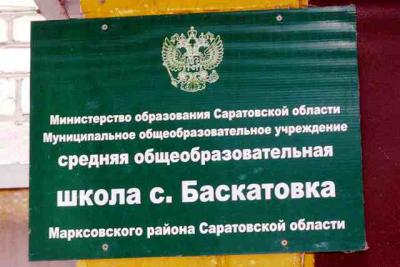 Министерство образования Саратовской области
Муниципальное общеобразовательное учреждение
средняя общеобразовательная
школа с. Баскатовка
Марксовского района Саратовской области